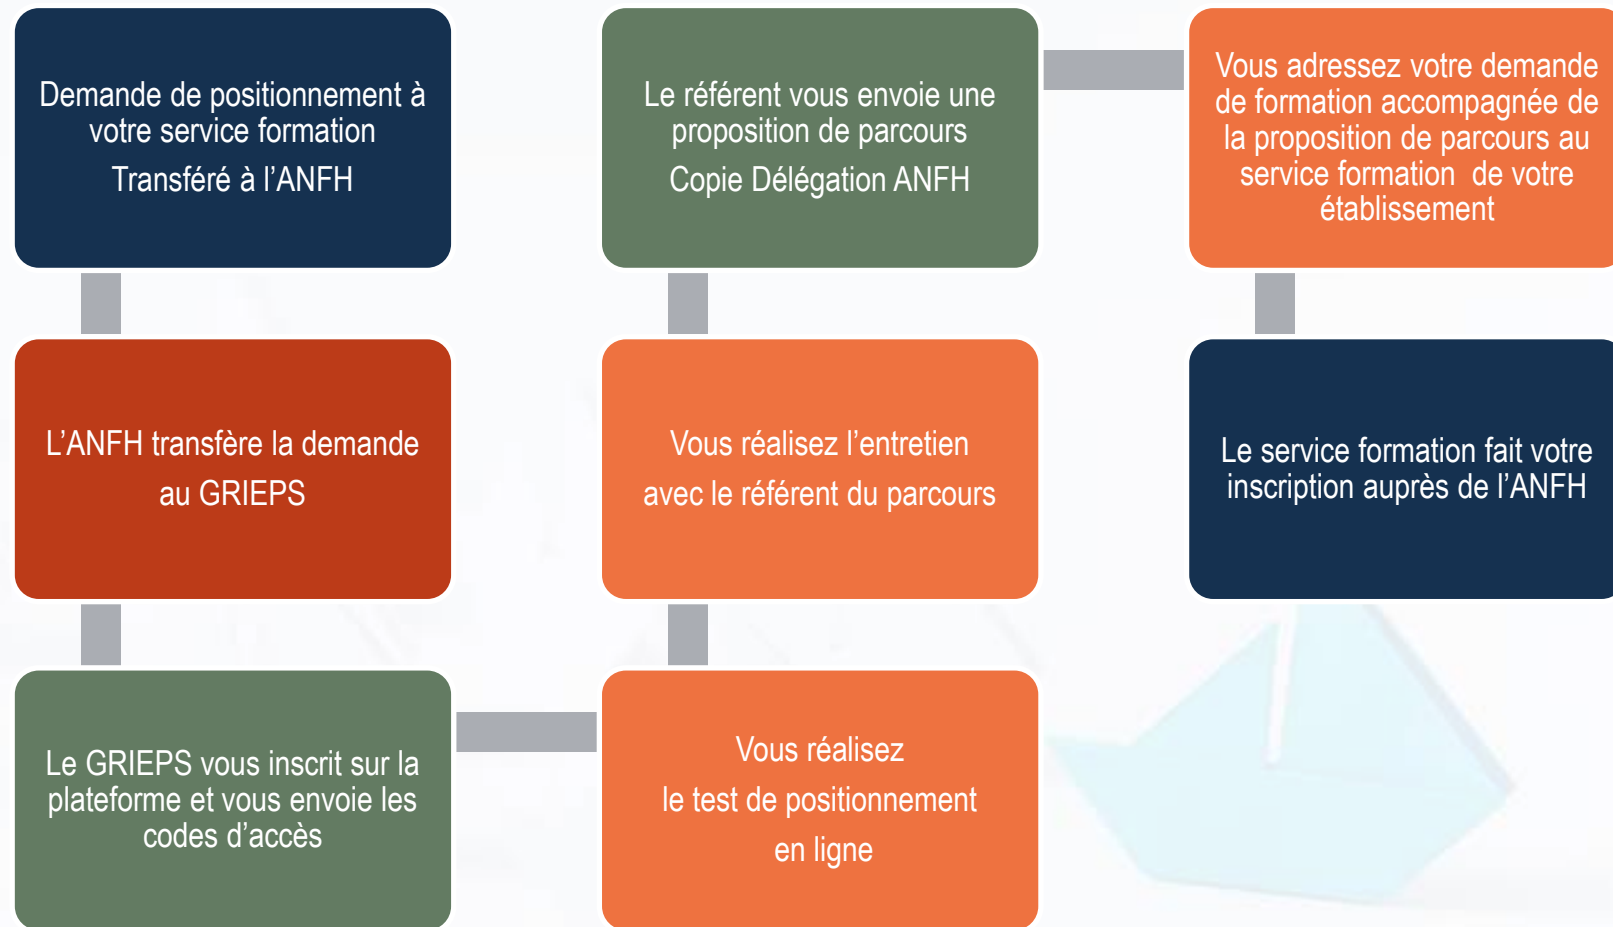 Demande de positionnement à
votre service formation
Transféré à l’ANFH
L’ANFH transfère la demande
au GRIEPS
Le GRIEPS vous inscrit sur la
plateforme et vous envoie les
codes d’accès
Vous réalisez
le test de positionnement
en ligne
Vous réalisez l’entretien
avec le référent du parcours
Le référent vous envoie une
proposition de parcours
Copie Délégation ANFH
Vous adressez votre demande
de formation accompagnée de
la proposition de parcours au
service formation de votre
établissement
Le service formation fait votre
inscription auprès de l’ANFH